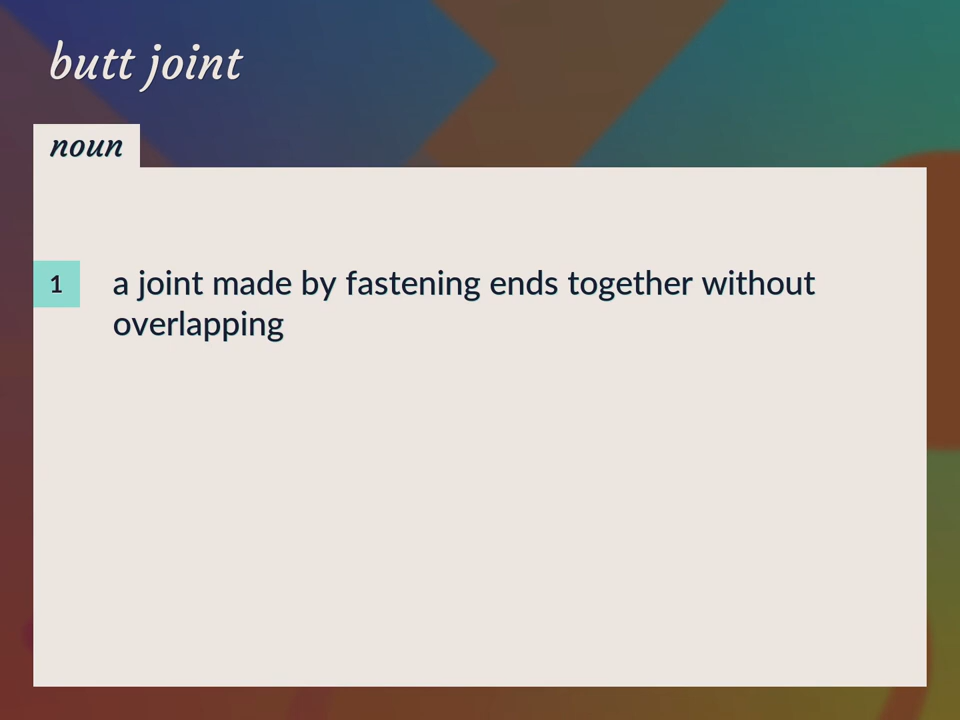 butt joint
noun
1 a joint made by fastening ends together without
overlapping